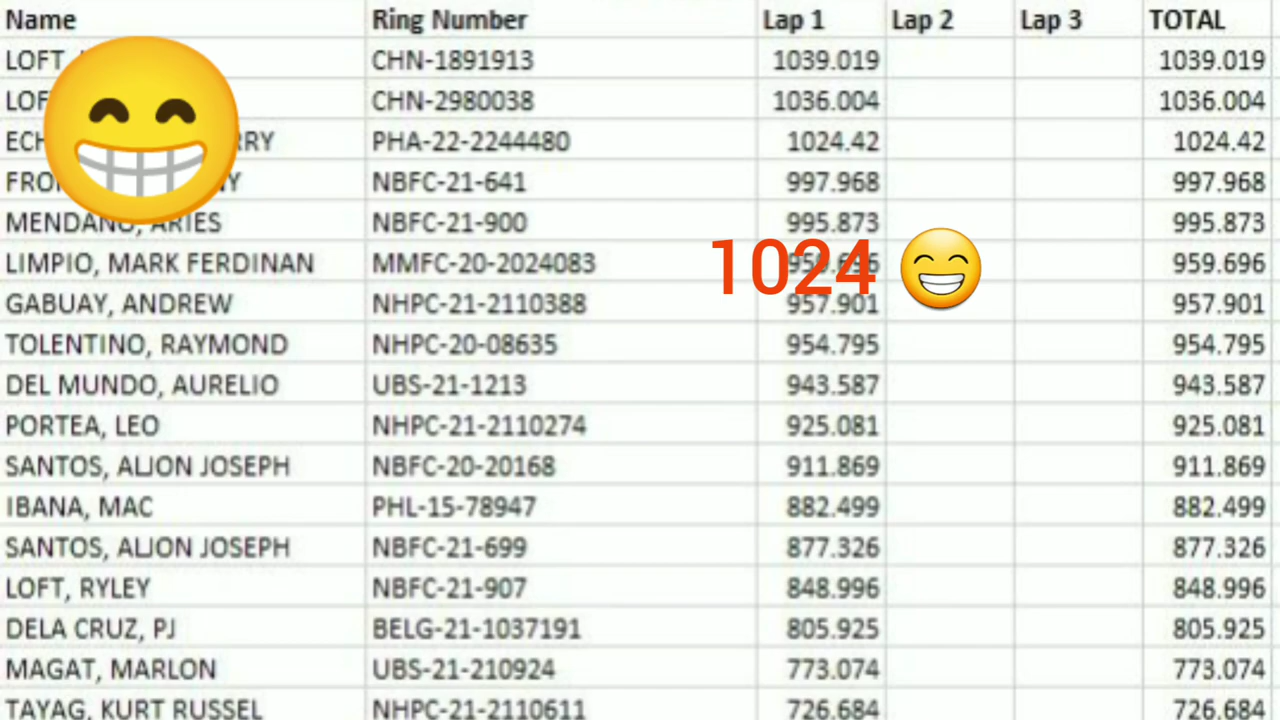 Name Ring Number Lap 1 Lap 2 Lap 3 TOTAL
LOFT, CHN-1891913 1039.019 1039.019
CHN-2980038 1036.004 1036.004
PHA-22-2244480 1024.42 1024.42
NBFC-21-641 997.968 997.968
MENDANO, ARIES NBFC-21-900 995.873 995.873
LIMPIO, MARK FERDINAN MMFC-20-2024083 959.696 959.696
1024
GABUAY, ANDREW NHPC-21-2110388 957.901 957.901
TOLENTINO, RAYMOND NHPC-20-08635 954.795 954.795
DEL MUNDO, AURELIO UBS-21-1213 943.587 943.587
PORTEA, LEO NHPC-21-2110274 925.081 925.081
SANTOS, ALJON JOSEPH NBFC-20-20168 911.869 911.869
IBANA, MAC PHL-15-78947 882.499 882.499
SANTOS, ALJON JOSEPH NBFC-21-699 877.326 877.326
LOFT, RYLEY NBFC-21-907 848.996 848.996
DELA CRUZ, PJ BELG-21-1037191 805.925 805.925
MAGAT, MARLON UBS-21-210924 773.074 773.074
TAYAG, KURT RUSSEL NHPC-21-2110611 726.684 726.684